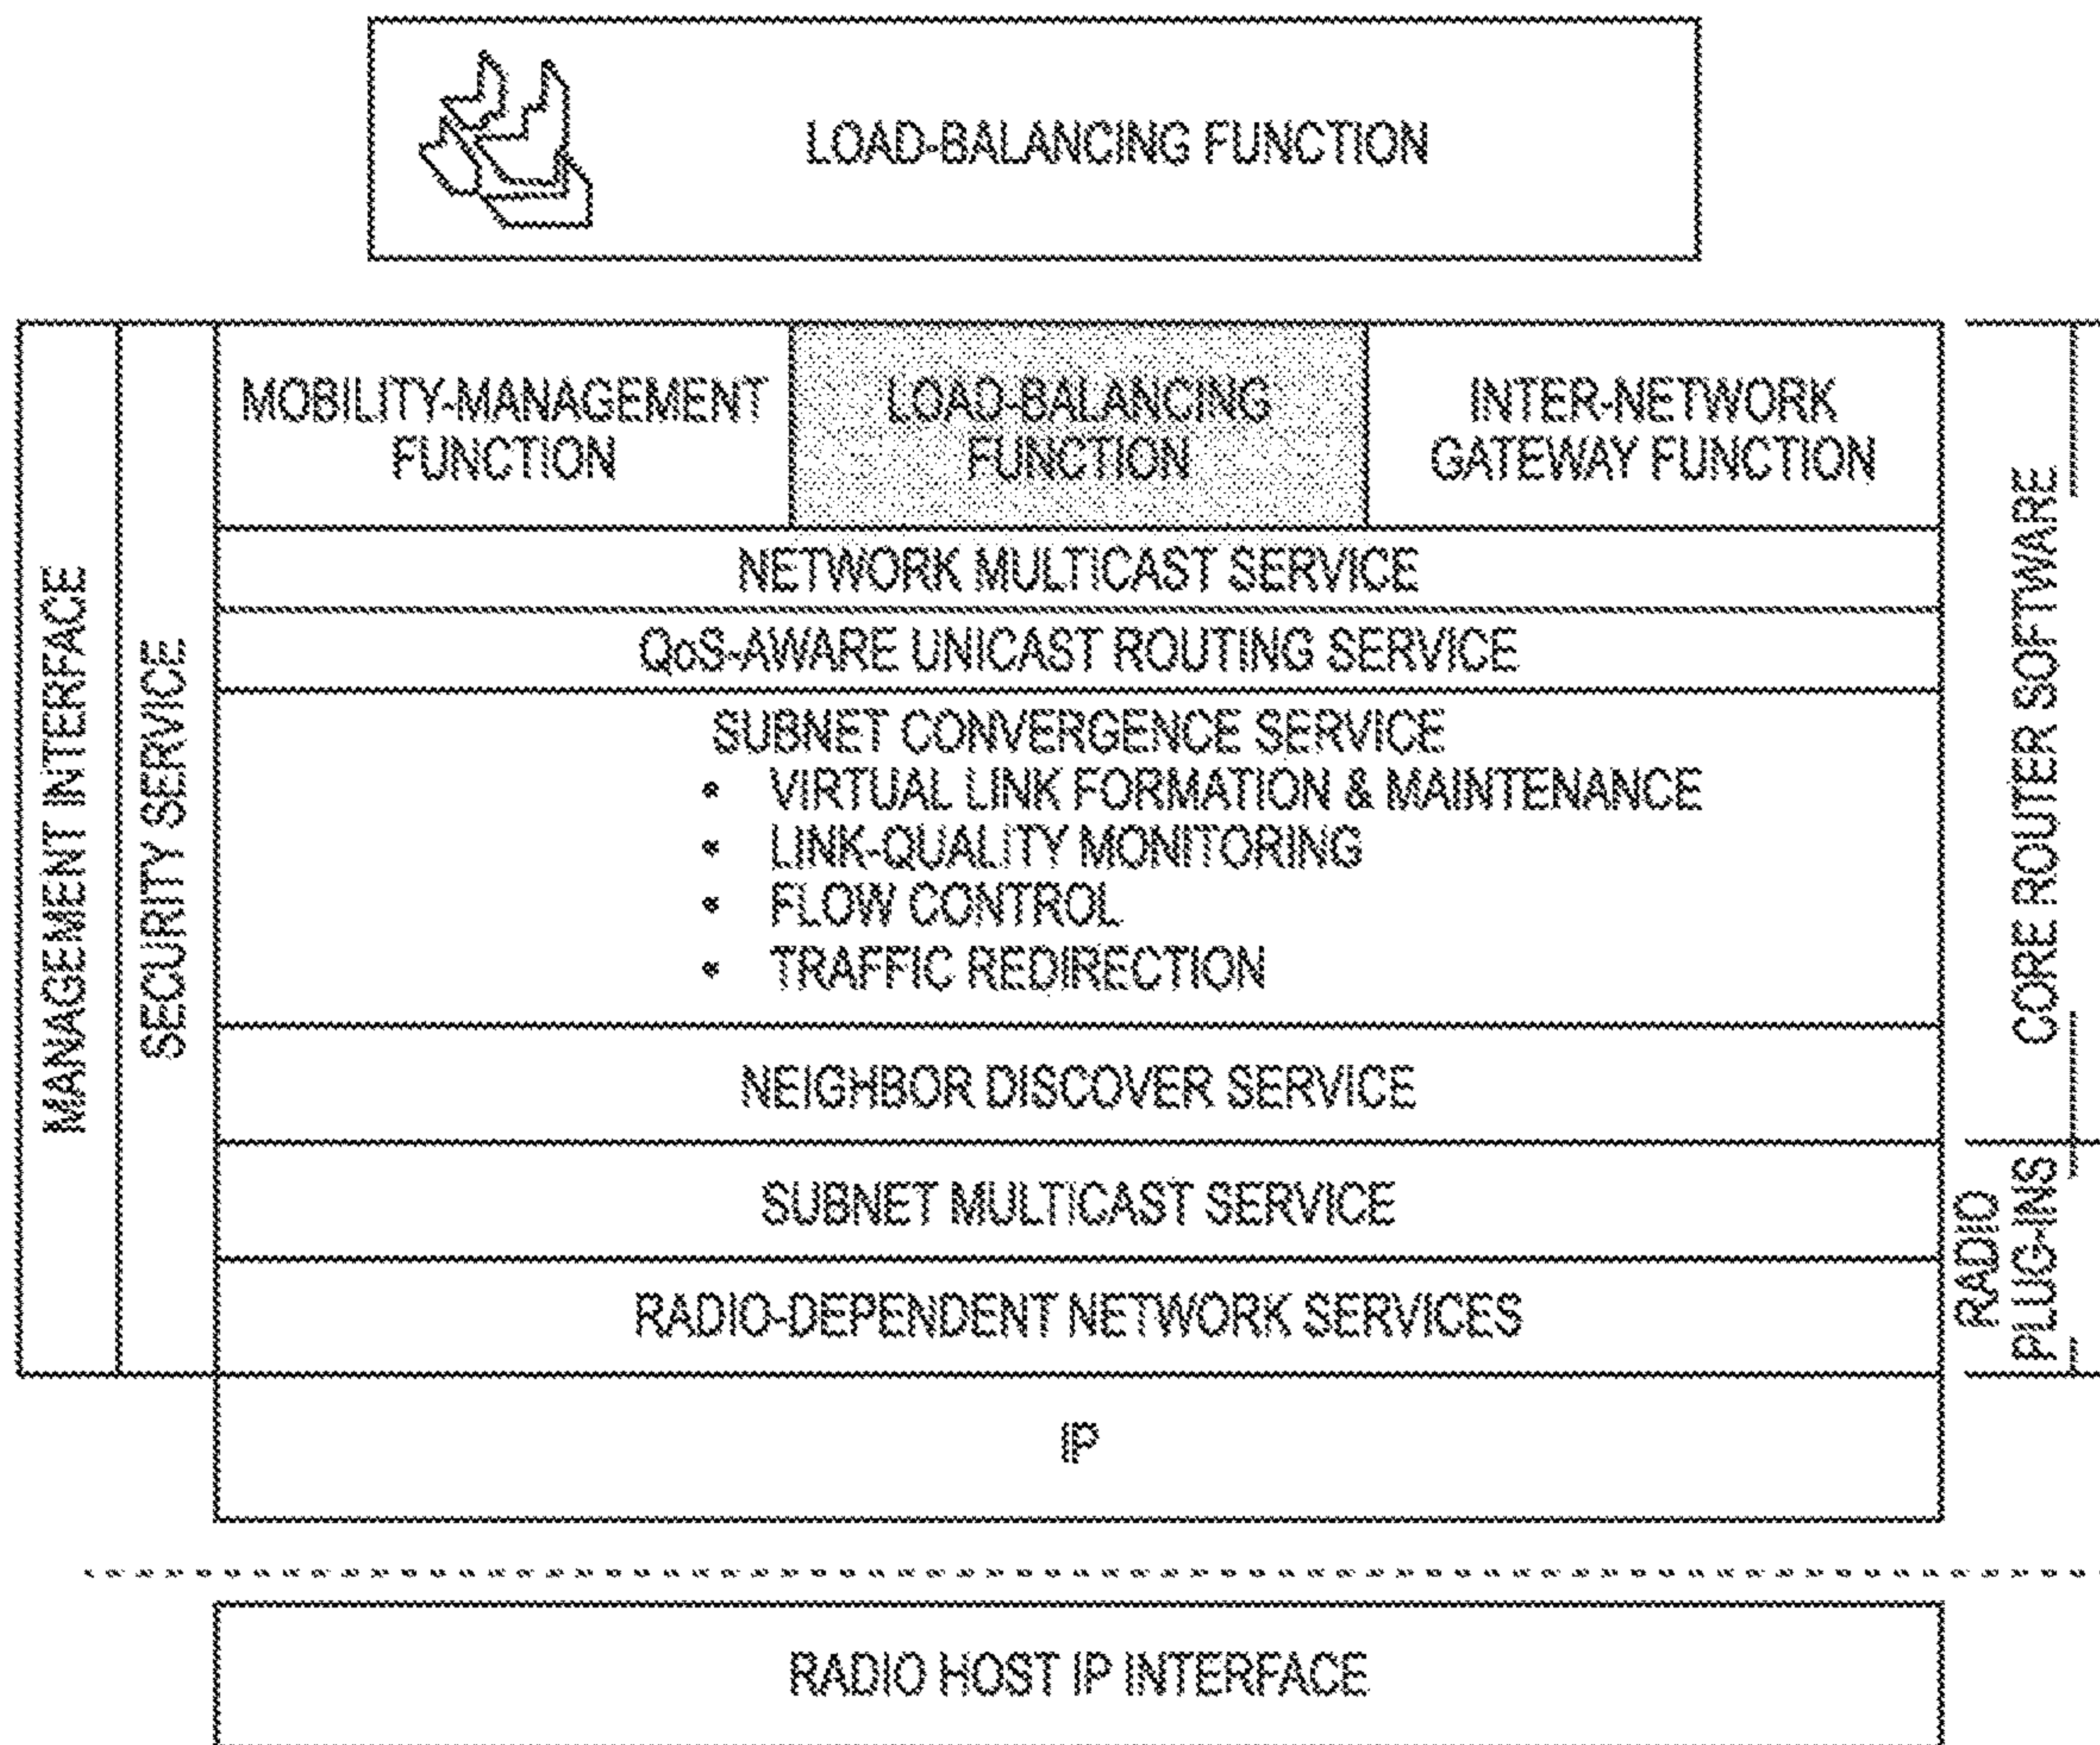 LOAD-BALANCING FUNCTION
MANAGEMENT INTERFACE
SECURITY SERVICE
MOBILITY-MANAGEMENT
FUNCTION
LOAD-BALANCING
FUNCTION
INTER-NETWORK
GATEWAY FUNCTION
NETWORK MULTICAST SERVICE
QoS-AWARE UNICAST ROUTING SERVICE
SUBNET CONVERGENCE SERVICE
• VIRTUAL LINK FORMATION & MAINTENANCE
• LINK-QUALITY MONITORING
• FLOW CONTROL
• TRAFFIC REDIRECTION
NEIGHBOR DISCOVER SERVICE
SUBNET MULTICAST SERVICE
RADIO-DEPENDENT NETWORK SERVICES
IP
CORE ROUTER SOFTWARE
RADIO
PLUG-INS
RADIO HOST IP INTERFACE